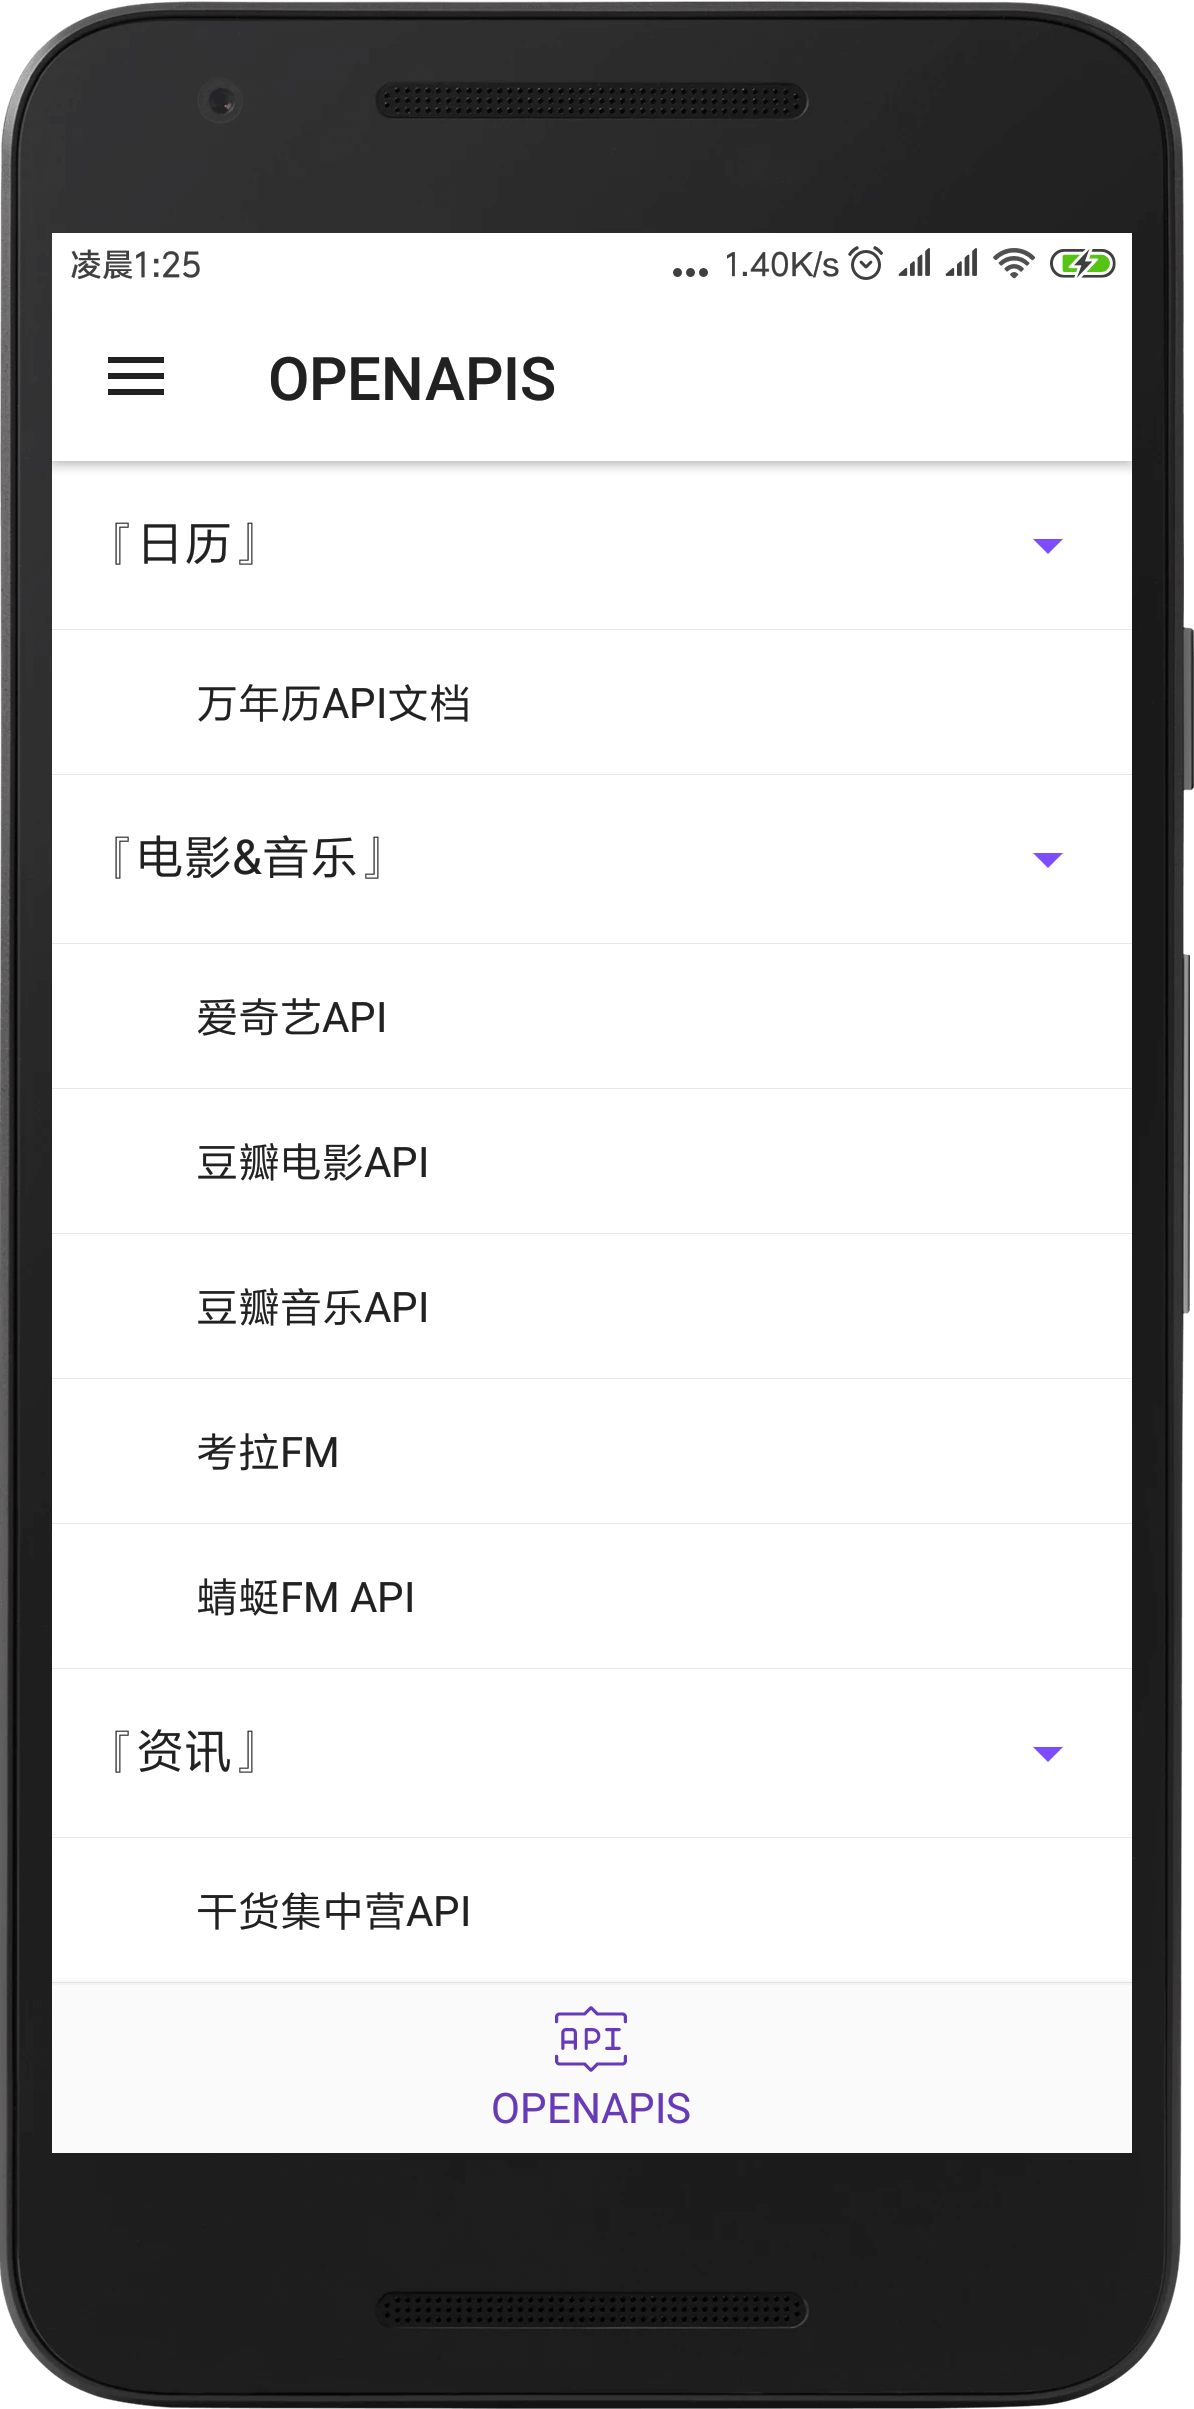 凌晨1:25 ... 1.40K/s
OPENAPIS
『日历』
万年历API文档
『电影&音乐』
爱奇艺API
豆瓣电影API
豆瓣音乐API
考拉FM
蜻蜓FM API
『资讯』
干货集中营API
API
OPENAPIS